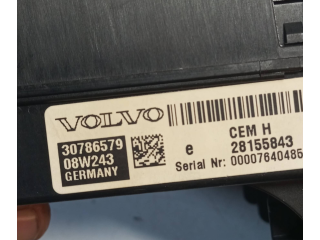 VOLVO
30786579
08W243
GERMANY
e
CEM H
28155843
Serial Nr: 00007640485